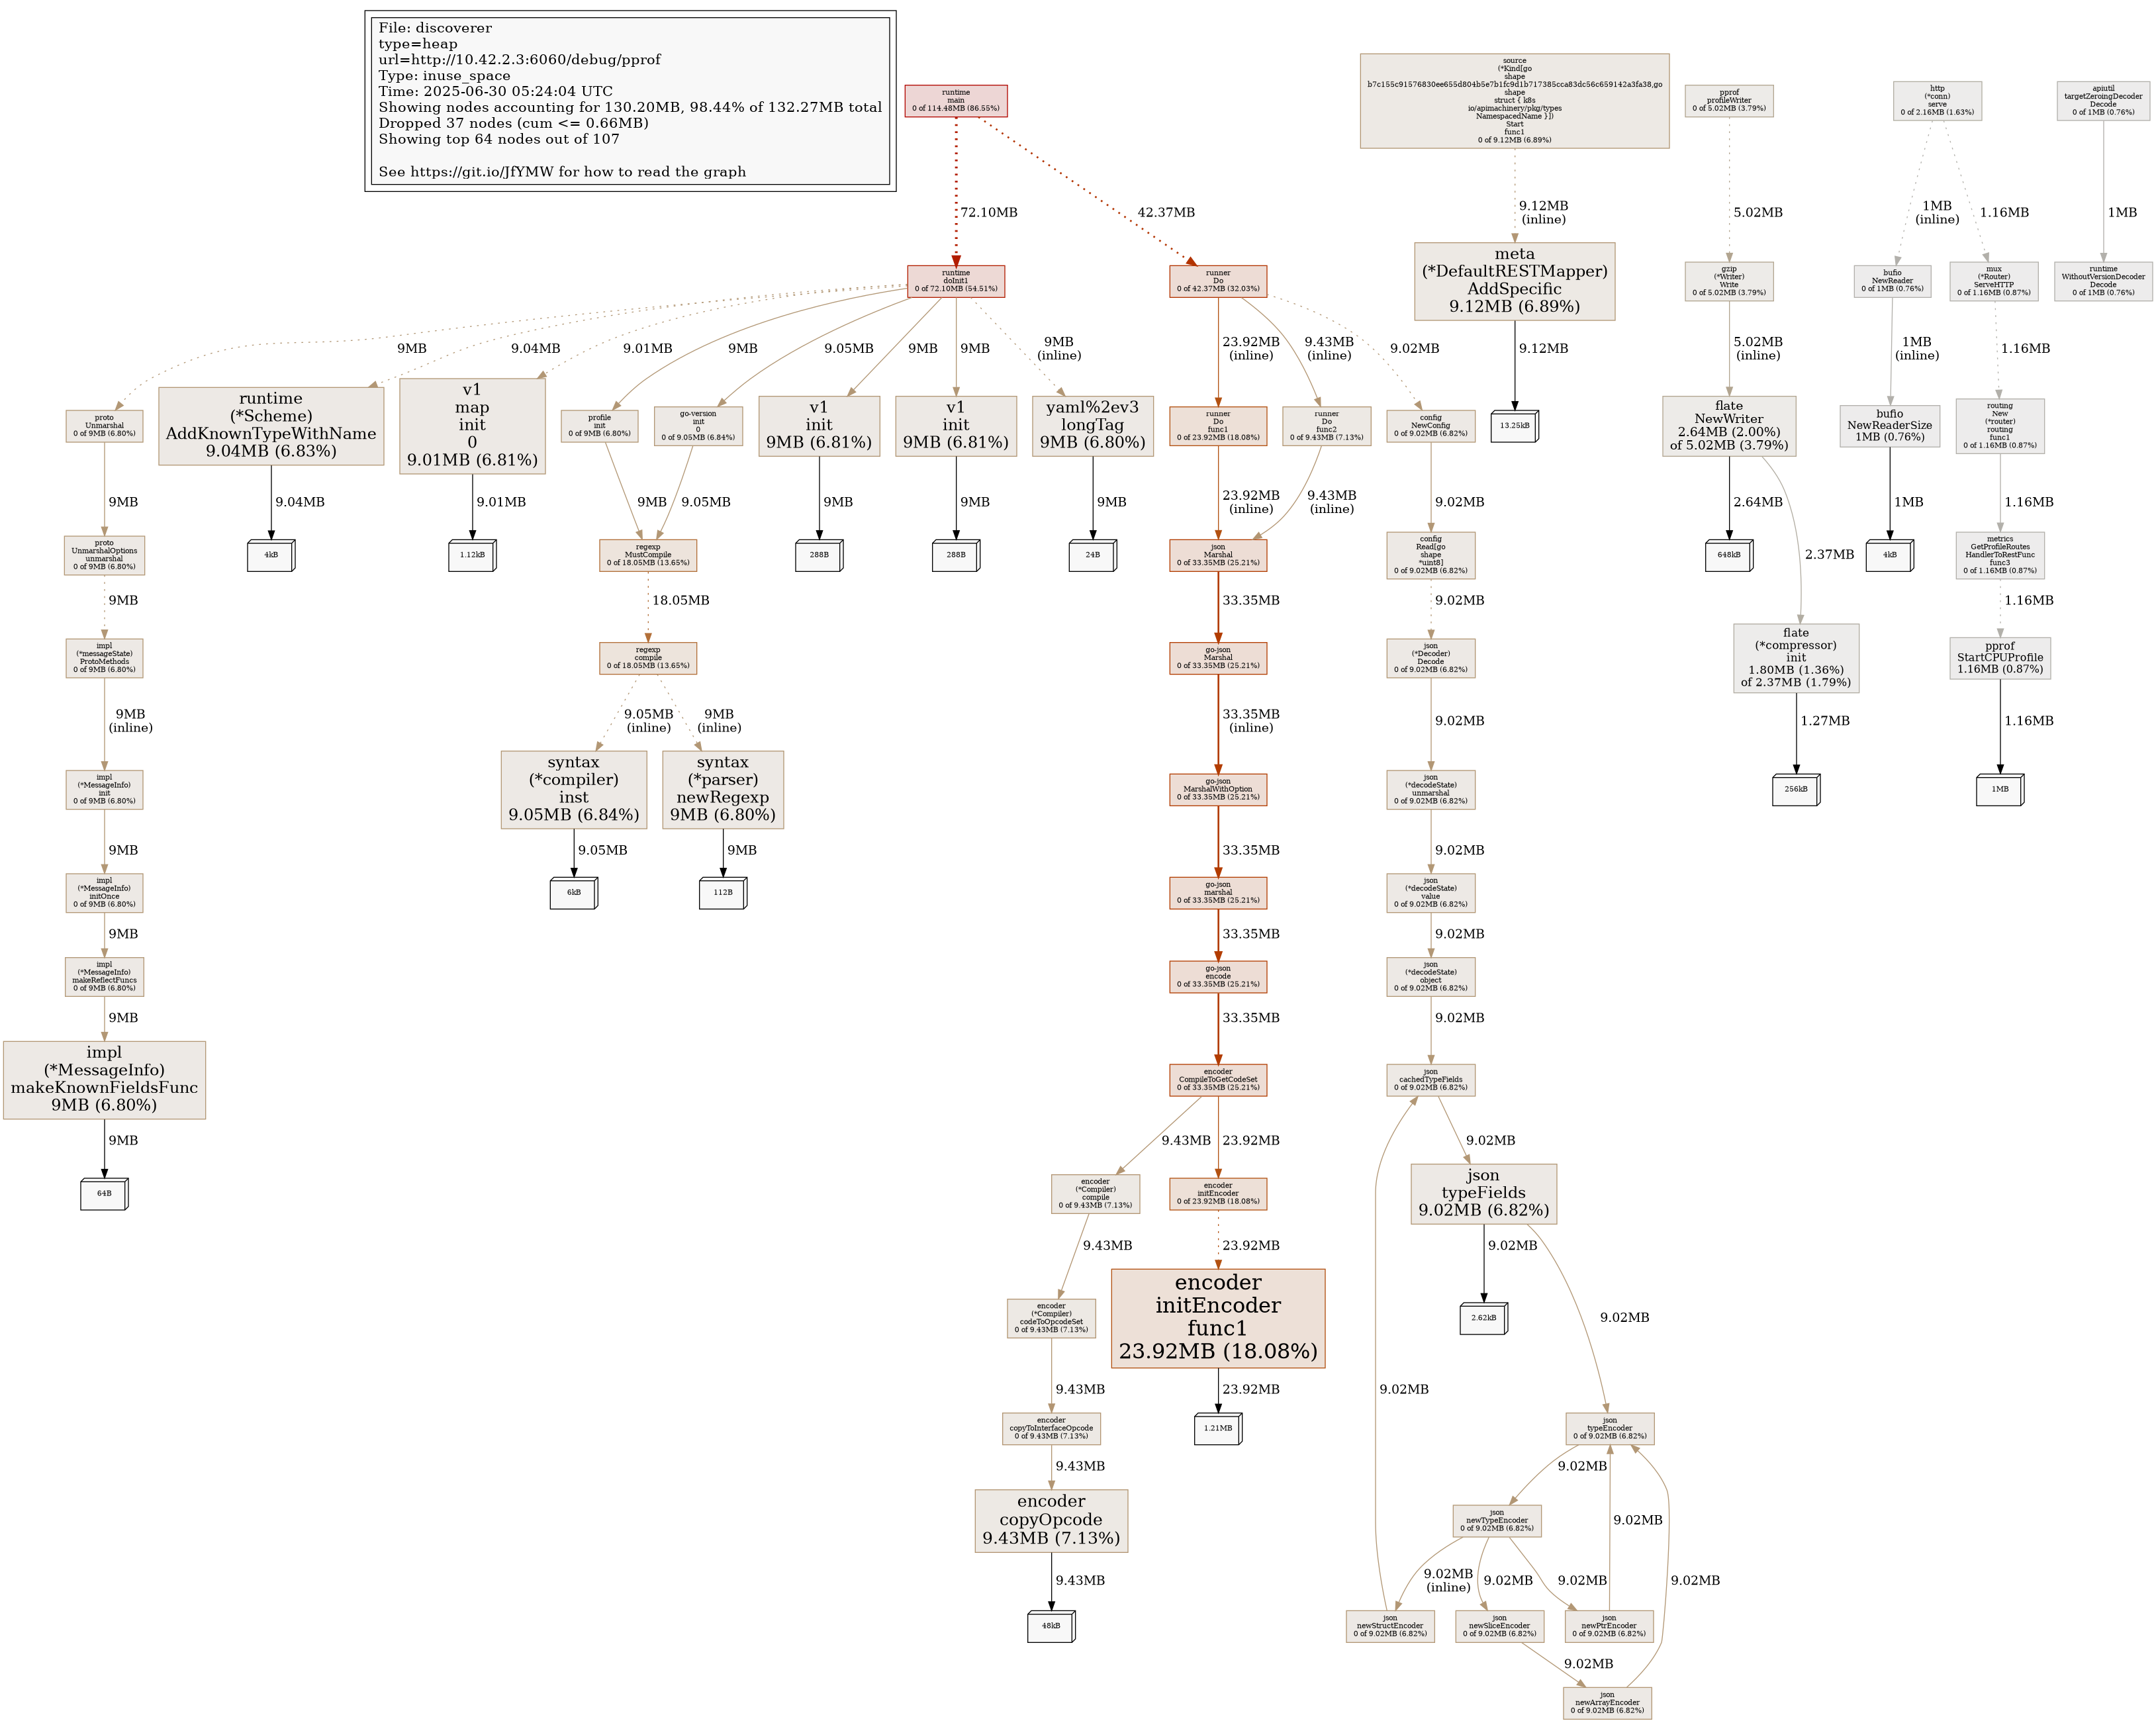 File: discoverer
type=heap
url=http://10.42.2.3:6060/debug/pprof
Type: inuse_space
Time: 2025-06-30 05:24:04 UTC
Showing nodes accounting for 130.20MB, 98.44% of 132.27MB total
Dropped 37 nodes (cum <= 0.66MB)
Showing top 64 nodes out of 107
See https://git.io/JfYMW for how to read the graph
runtime
main
0 of 114.48MB (86.55%)
source
(*Kind[go
shape
b7c155c91576830ee655d804b5e7b1fc9d1b717385cca83dc56c659142a3fa38,go
shape
struct { k8s
io/apimachinery/pkg/types
NamespacedName }])
Start
func1
0 of 9.12MB (6.89%)
pprof
profileWriter
0 of 5.02MB (3.79%)
http
(*conn)
serve
0 of 2.16MB (1.63%)
apiutil
targetZeroingDecoder
Decode
0 of 1MB (0.76%)
72.10MB
42.37MB
9.12MB
(inline)
5.02MB
1MB
(inline)
1.16MB
1MB
runtime
doInit1
0 of 72.10MB (54.51%)
runner
Do
0 of 42.37MB (32.03%)
meta
(*DefaultRESTMapper)
AddSpecific
9.12MB (6.89%)
gzip
(*Writer)
Write
0 of 5.02MB (3.79%)
bufio
NewReader
0 of 1MB (0.76%)
mux
(*Router)
ServeHTTP
0 of 1.16MB (0.87%)
runtime
WithoutVersionDecoder
Decode
0 of 1MB (0.76%)
9MB
9.04MB
9.01MB
9MB
9.05MB
9MB
9MB
9MB
(inline)
23.92MB
(inline)
9.43MB
(inline)
9.02MB
9.12MB
5.02MB
(inline)
1MB
(inline)
1.16MB
proto
Unmarshal
0 of 9MB (6.80%)
runtime
(*Scheme)
AddKnownTypeWithName
9.04MB (6.83%)
v1
map
init
0
9.01MB (6.81%)
profile
init
0 of 9MB (6.80%)
go-version
init
0
0 of 9.05MB (6.84%)
v1
init
9MB (6.81%)
v1
init
9MB (6.81%)
yaml%2ev3
longTag
9MB (6.80%)
runner
Do
func1
0 of 23.92MB (18.08%)
runner
Do
func2
0 of 9.43MB (7.13%)
config
NewConfig
0 of 9.02MB (6.82%)
13.25kB
flate
NewWriter
2.64MB (2.00%)
of 5.02MB (3.79%)
bufio
NewReaderSize
1MB (0.76%)
routing
New
(*router)
routing
func1
0 of 1.16MB (0.87%)
9MB
9.04MB
9.01MB
9MB
9.05MB
9MB
9MB
9MB
23.92MB
(inline)
9.43MB
(inline)
9.02MB
2.64MB
2.37MB
1MB
1.16MB
proto
UnmarshalOptions
unmarshal
0 of 9MB (6.80%)
4kB
1.12kB
regexp
MustCompile
0 of 18.05MB (13.65%)
288B
288B
24B
json
Marshal
0 of 33.35MB (25.21%)
config
Read[go
shape
*uint8]
0 of 9.02MB (6.82%)
648kB
4kB
metrics
GetProfileRoutes
HandlerToRestFunc
func3
0 of 1.16MB (0.87%)
9MB
18.05MB
33.35MB
9.02MB
1.16MB
impl
(*messageState)
ProtoMethods
0 of 9MB (6.80%)
regexp
compile
0 of 18.05MB (13.65%)
go-json
Marshal
0 of 33.35MB (25.21%)
json
(*Decoder)
Decode
0 of 9.02MB (6.82%)
flate
(*compressor)
init
1.80MB (1.36%)
of 2.37MB (1.79%)
pprof
StartCPUProfile
1.16MB (0.87%)
9MB
(inline)
9.05MB
(inline)
9MB
(inline)
33.35MB
(inline)
9.02MB
1.27MB
1.16MB
impl
(*MessageInfo)
init
0 of 9MB (6.80%)
syntax
(*compiler)
inst
9.05MB (6.84%)
syntax
(*parser)
newRegexp
9MB (6.80%)
go-json
MarshalWithOption
0 of 33.35MB (25.21%)
json
(*decodeState)
unmarshal
0 of 9.02MB (6.82%)
256kB
1MB
9MB
9.05MB
9MB
33.35MB
9.02MB
impl
(*MessageInfo)
initOnce
0 of 9MB (6.80%)
6kB
112B
go-json
marshal
0 of 33.35MB (25.21%)
json
(*decodeState)
value
0 of 9.02MB (6.82%)
9MB
33.35MB
9.02MB
impl
(*MessageInfo)
makeReflectFuncs
0 of 9MB (6.80%)
go-json
encode
0 of 33.35MB (25.21%)
json
(*decodeState)
object
0 of 9.02MB (6.82%)
9MB
33.35MB
9.02MB
impl
(*MessageInfo)
makeKnownFieldsFunc
9MB (6.80%)
encoder
CompileToGetCodeSet
0 of 33.35MB (25.21%)
json
cachedTypeFields
0 of 9.02MB (6.82%)
9MB
9.43MB
23.92MB
9.02MB
64B
encoder
(*Compiler)
compile
0 of 9.43MB (7.13%)
encoder
initEncoder
0 of 23.92MB (18.08%)
json
typeFields
9.02MB (6.82%)
9.43MB
23.92MB
9.02MB
9.02MB
encoder
(*Compiler)
codeToOpcodeSet
0 of 9.43MB (7.13%)
encoder
initEncoder
func1
23.92MB (18.08%)
2.62kB
9.43MB
23.92MB
9.02MB
encoder
copyToInterfaceOpcode
0 of 9.43MB (7.13%)
1.21MB
json
typeEncoder
0 of 9.02MB (6.82%)
9.43MB
9.02MB
encoder
copyOpcode
9.43MB (7.13%)
json
newTypeEncoder
0 of 9.02MB (6.82%)
9.02MB
9.43MB
9.02MB
(inline)
9.02MB
9.02MB
9.02MB
48kB
json
newStructEncoder
0 of 9.02MB (6.82%)
json
newSliceEncoder
0 of 9.02MB (6.82%)
json
newPtrEncoder
0 of 9.02MB (6.82%)
9.02MB
json
newArrayEncoder
0 of 9.02MB (6.82%)